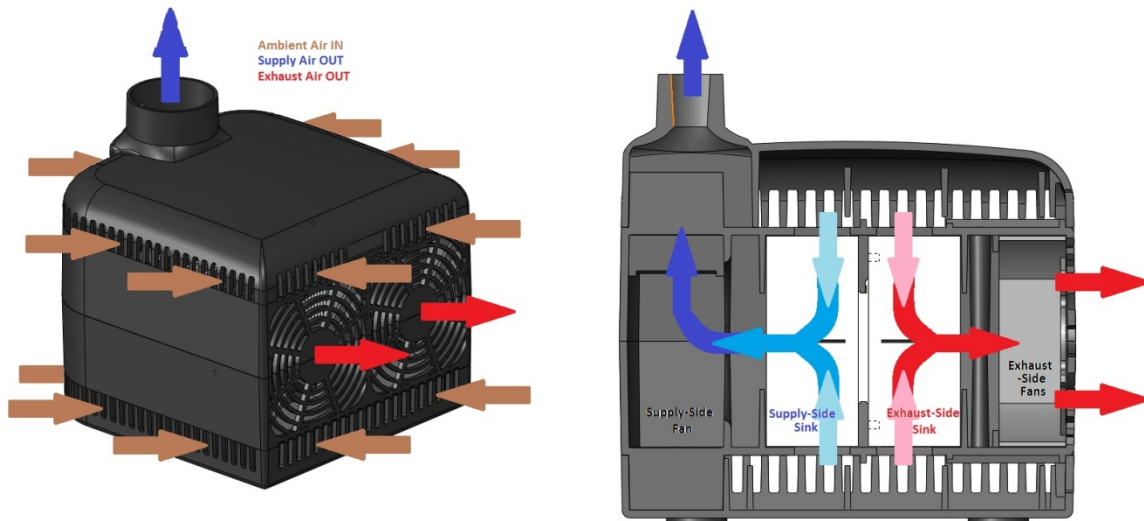 Ambient Air IN
Supply Air OUT
Exhaust Air OUT
Supply-Side
Fan
Supply-Side
Sink
Exhaust-Side
Sink
Exhaust
-Side
Fans